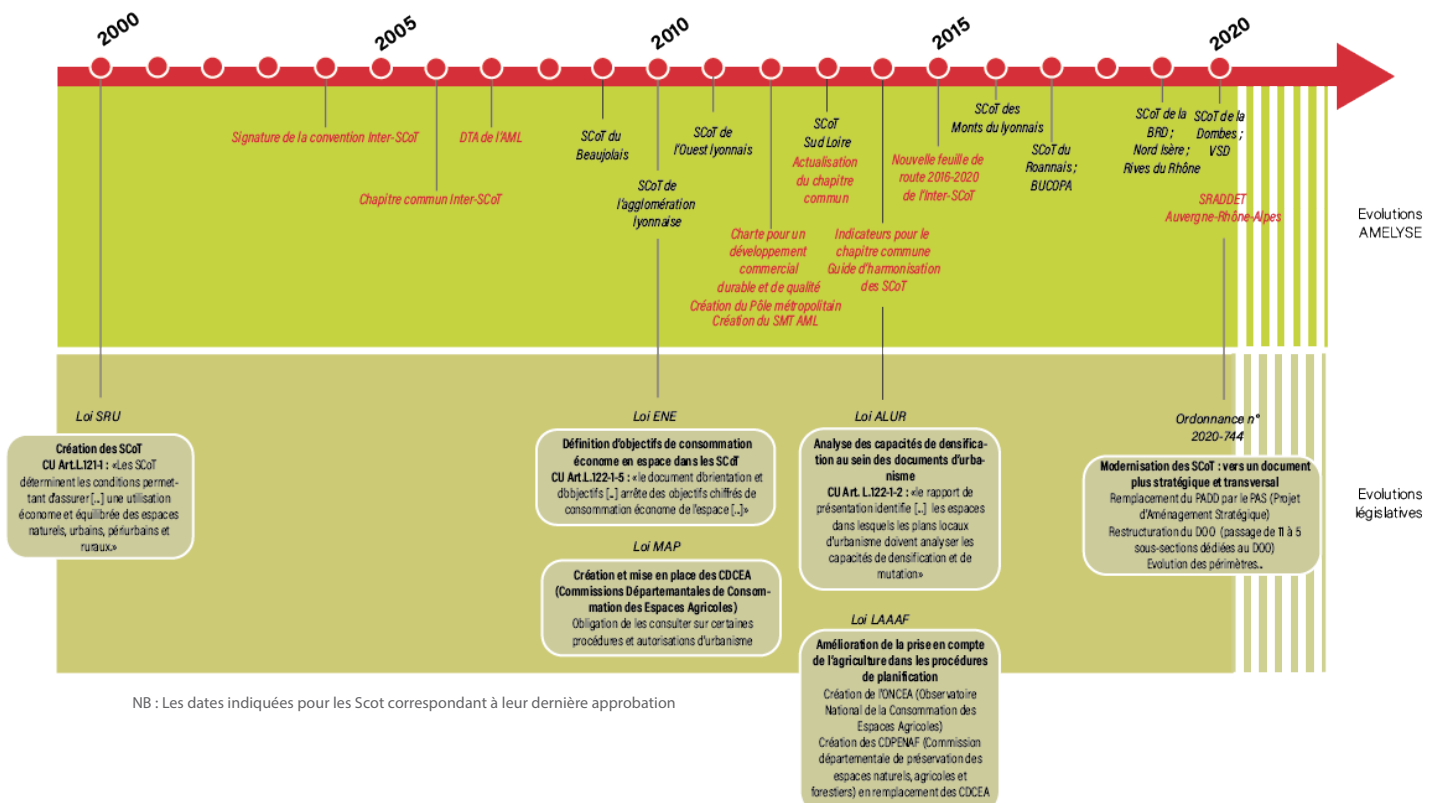 2000
2005
2010
2015
2020
Signature de la convention Inter-SCoT
Chapitre commun Inter-SCoT
DTA de l'AML
SCoT du
Beaujolais
SCoT de
l'agglomération
lyonnaise
SCoT de
l'Ouest lyonnais
Charte pour un
développement
commercial
durable et de qualité
Création du Pôle métropolitain
Création du SMT AML
SCoT
Sud Loire
Actualisation
du chapitre
commun
Indicateurs pour le
chapitre commune
Guide d'harmonisation
des SCoT
Nouvelle feuille de
route 2016-2020
de l'Inter-SCoT
SCoT des
Monts du lyonnais
SCoT du
Roannais ;
BUCOPA
SCoT de la
BRD ;
Nord Isère ;
Rives du Rhône
SCoT de la
Dombes ;
VSD
SRADDET
Auvergne-Rhône-Alpes
Evolutions
AMELYSE
Loi SRU
Création des SCoT
CU Art.L.121-1 : «Les SCoT
déterminent les conditions permet-
tant d'assurer [...] une utilisation
économe et équilibrée des espaces
naturels, urbains, périurbains et
ruraux.»
Loi ENE
Définition d'objectifs de consommation
économe en espace dans les SCoT
CU Art.L.122-1-5 : «le document d'orientation et
d'objectifs [...] arrête des objectifs chiffrés de
consommation économe de l'espace [...]»
Loi MAP
Création et mise en place des CDCEA
(Commissions Départemantales de Consom-
mation des Espaces Agricoles)
Obligation de les consulter sur certaines
procédures et autorisations d'urbanisme
Loi ALUR
Analyse des capacités de densifica-
tion au sein des documents d'urba-
nisme
CU Art. L.122-1-2 : «le rapport de
présentation identifie [...] les espaces
dans lesquels les plans locaux
d'urbanisme doivent analyser les
capacités de densification et de
mutation»
Loi LAAAF
Amélioration de la prise en compte
de l'agriculture dans les procédures
de planification
Création de l'ONCEA (Observatoire
National de la Consommation des
Espaces Agricoles)
Création des CDPENAF (Commission
départementale de préservation des
espaces naturels, agricoles et
forestiers) en remplacement des CDCEA
Ordonnance n°
2020-744
Modernisation des SCoT : vers un document
plus stratégique et transversal
Remplacement du PADD par le PAS (Projet
d'Aménagement Stratégique)
Restructuration du DOO (passage de 11 à 5
sous-sections dédiées au DOO)
Evolution des périmètres...
Evolutions
législatives
NB : Les dates indiquées pour les Scot correspondant à leur dernière approbation